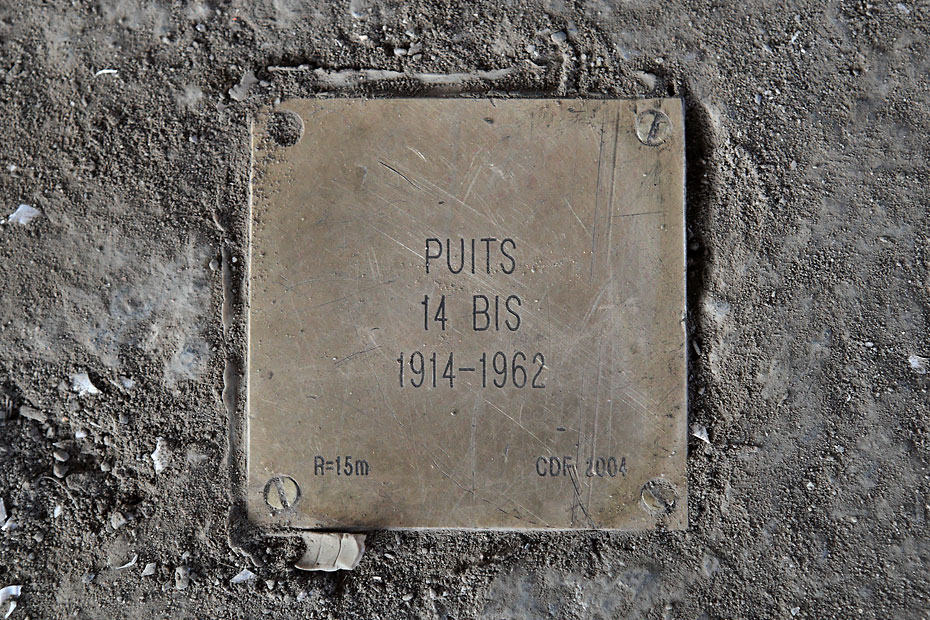 PUITS
14 BIS
1914-1962
R=15m CDF 2004